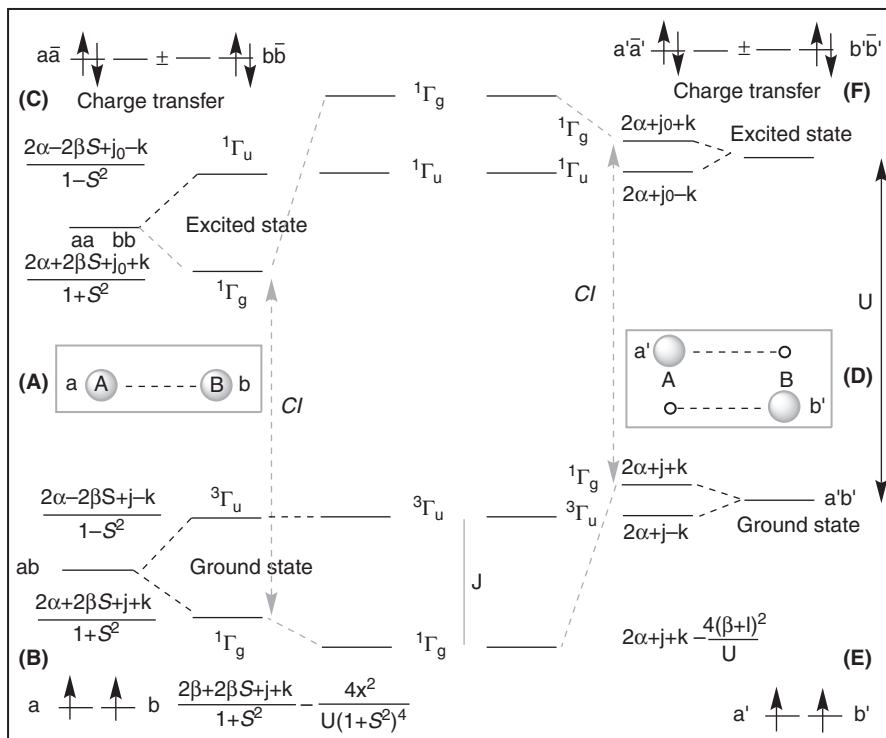 aā ± bb̄
(C) Charge transfer
a'ā' ± b'b̄'
Charge transfer (F)
¹Γg
¹Γg 2α+j₀+k Excited state
(2α−2βS+j₀−k)/(1−S²) ¹Γu
¹Γu
¹Γu 2α+j₀−k
Excited state
aa bb
(2α+2βS+j₀+k)/(1+S²) ¹Γg
CI
U
(A) a A B b
CI
a' A B b' (D)
¹Γg 2α+j+k
(2α−2βS+j−k)/(1−S²) ³Γu
³Γu
³Γu 2α+j−k
a'b'
Ground state
ab
Ground state
J
(2α+2βS+j+k)/(1+S²) ¹Γg
¹Γg
2α+j+k − 4(β+l)²/U
(B) (E)
a b (2β+2βS+j+k)/(1+S²) − 4x²/(U(1+S²)⁴)
a' b'